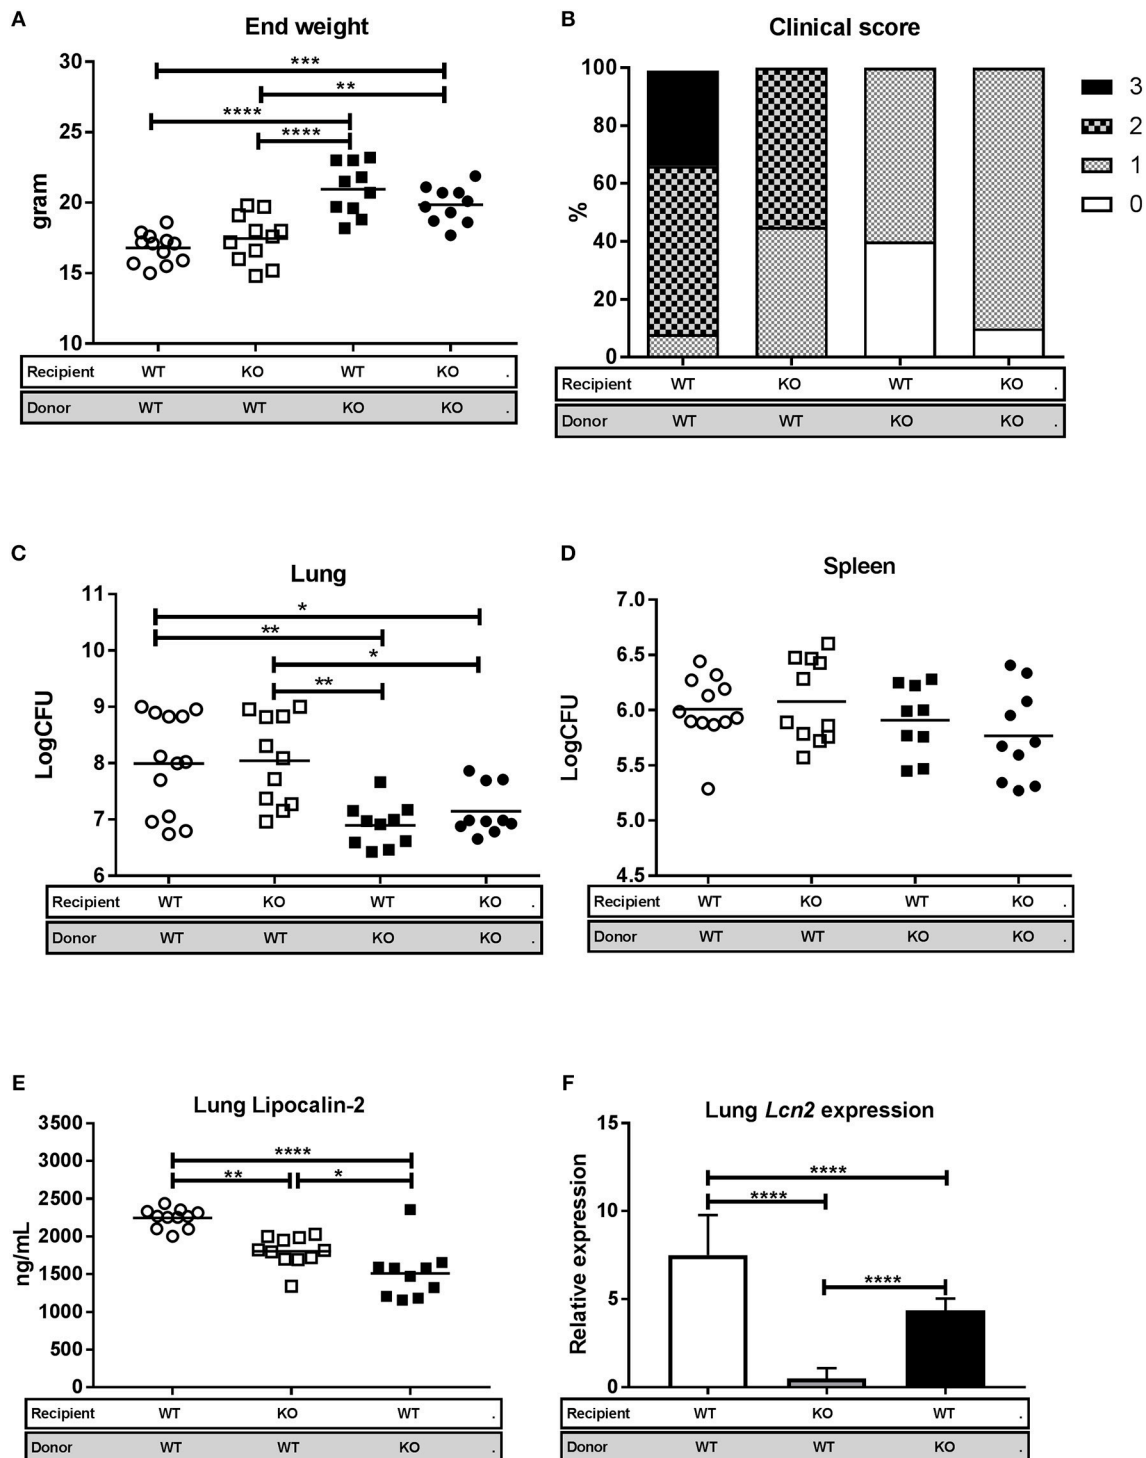 A
End weight
***
**
****
****
30
25
20
15
10
gram
Recipient WT KO WT KO .
Donor WT WT KO KO .
B
Clinical score
100
80
60
40
20
0
%
3
2
1
0
Recipient WT KO WT KO .
Donor WT WT KO KO .
C
Lung
*
**
*
**
11
10
9
8
7
6
LogCFU
Recipient WT KO WT KO .
Donor WT WT KO KO .
D
Spleen
7.0
6.5
6.0
5.5
5.0
4.5
LogCFU
Recipient WT KO WT KO .
Donor WT WT KO KO .
E
Lung Lipocalin-2
****
** *
3500
3000
2500
2000
1500
1000
500
0
ng/mL
Recipient WT KO WT .
Donor WT WT KO .
F
Lung Lcn2 expression
****
****
****
15
10
5
0
Relative expression
Recipient WT KO WT .
Donor WT WT KO .